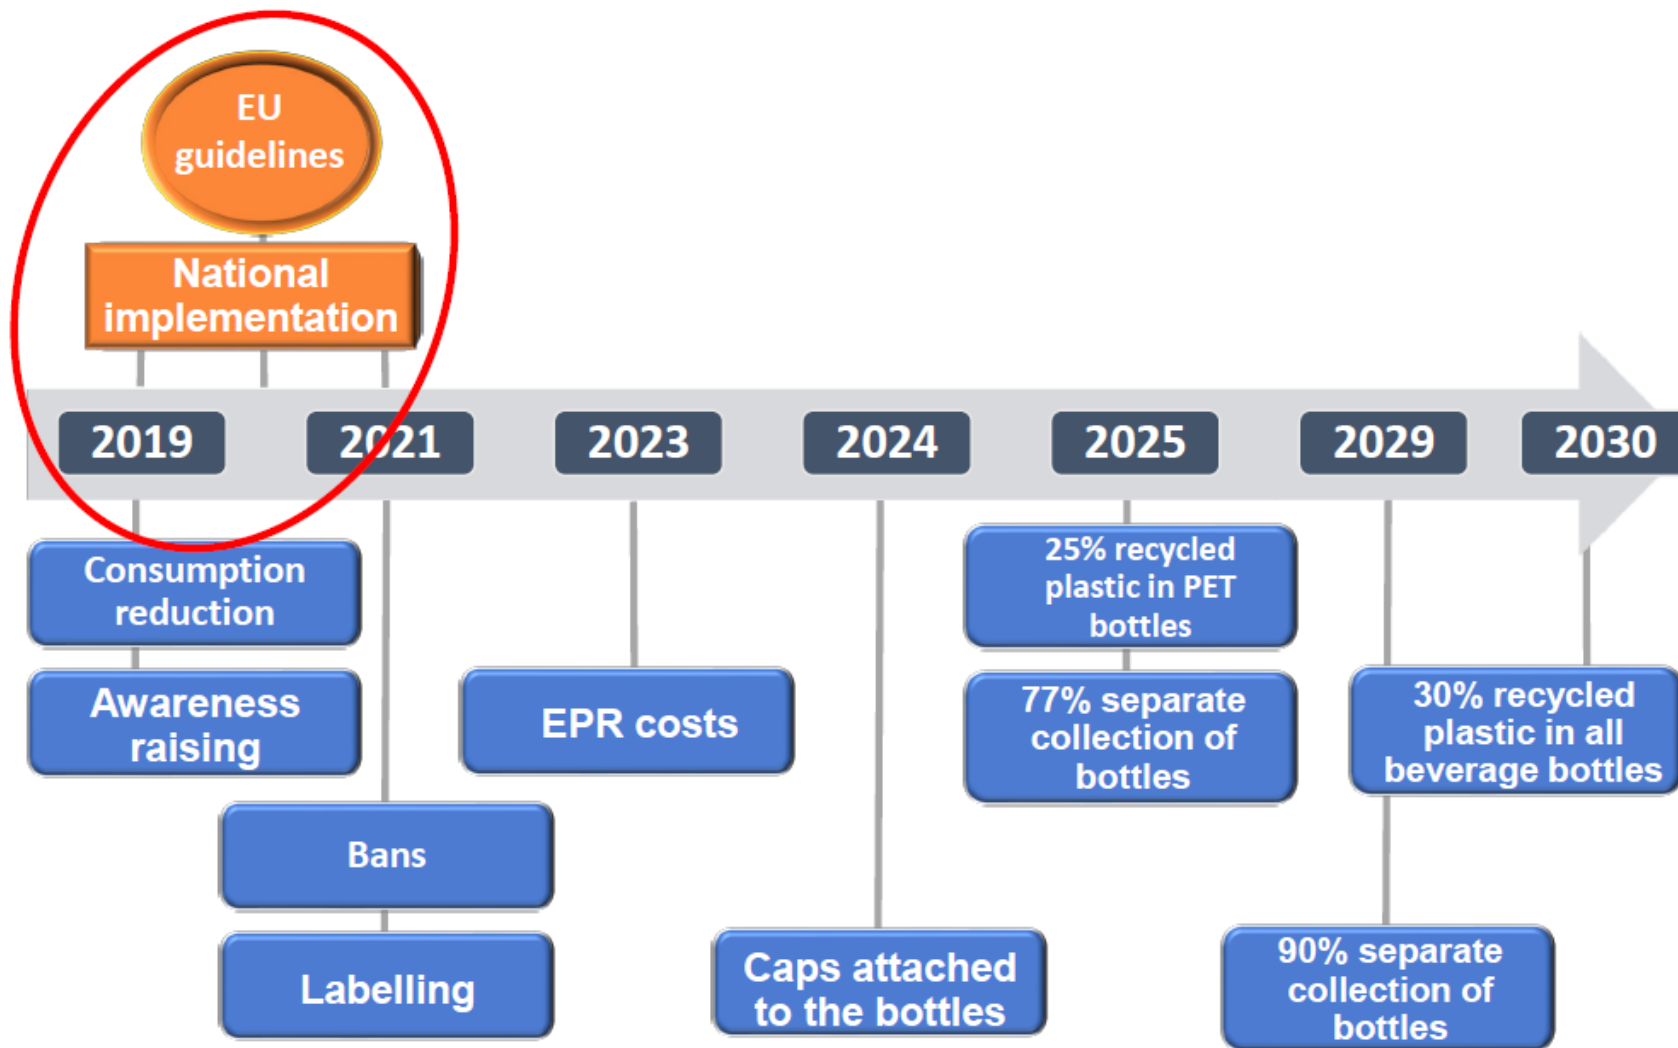 EU
guidelines
National
implementation
2019
2021
2023
2024
2025
2029
2030
Consumption
reduction
Awareness
raising
Bans
Labelling
EPR costs
Caps attached
to the bottles
25% recycled
plastic in PET
bottles
77% separate
collection of
bottles
90% separate
collection of
bottles
30% recycled
plastic in all
beverage bottles